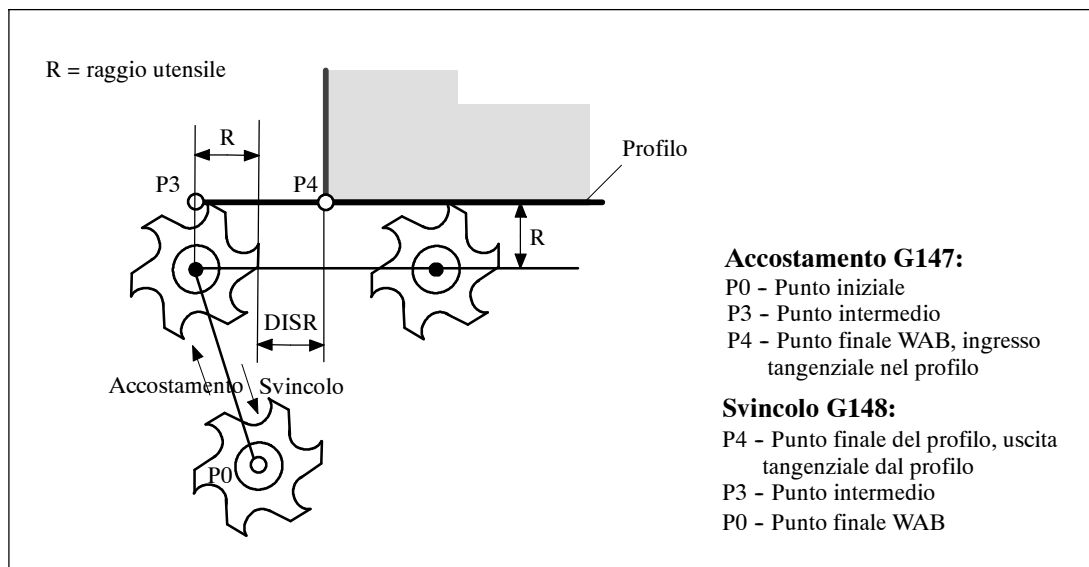 R = raggio utensile
R
P3
P4
Profilo
R
DISR
Accostamento
Svincolo
P0
Accostamento G147:
P0 - Punto iniziale
P3 - Punto intermedio
P4 - Punto finale WAB, ingresso
tangenziale nel profilo
Svincolo G148:
P4 - Punto finale del profilo, uscita
tangenziale dal profilo
P3 - Punto intermedio
P0 - Punto finale WAB